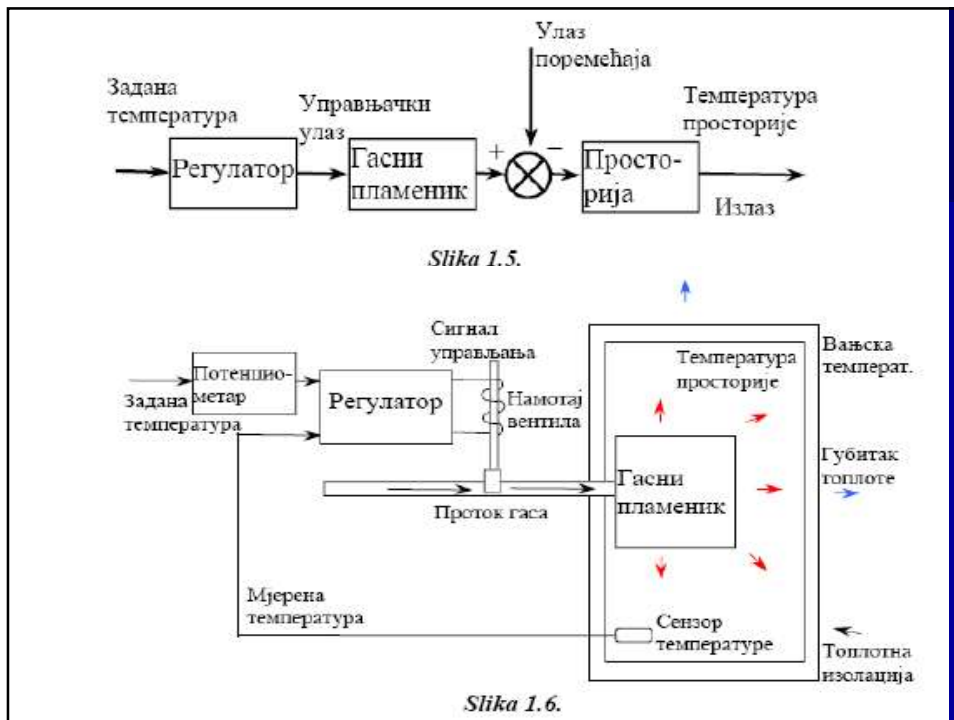 Улаз
поремећаја
Задана
температура
Управњачки
улаз
Температура
просторије
Регулатор
Гасни
пламеник
+
−
Просто-
рија
Излаз
Slika 1.5.
Сигнал
управљања
Вањска
температ.
Температура
просторије
Потенцио-
метар
Регулатор
Намотај
вентила
Задана
температура
Губитак
топлоте
Гасни
пламеник
Проток гаса
Мјерена
температура
Сензор
температуре
Топлотна
изолација
Slika 1.6.